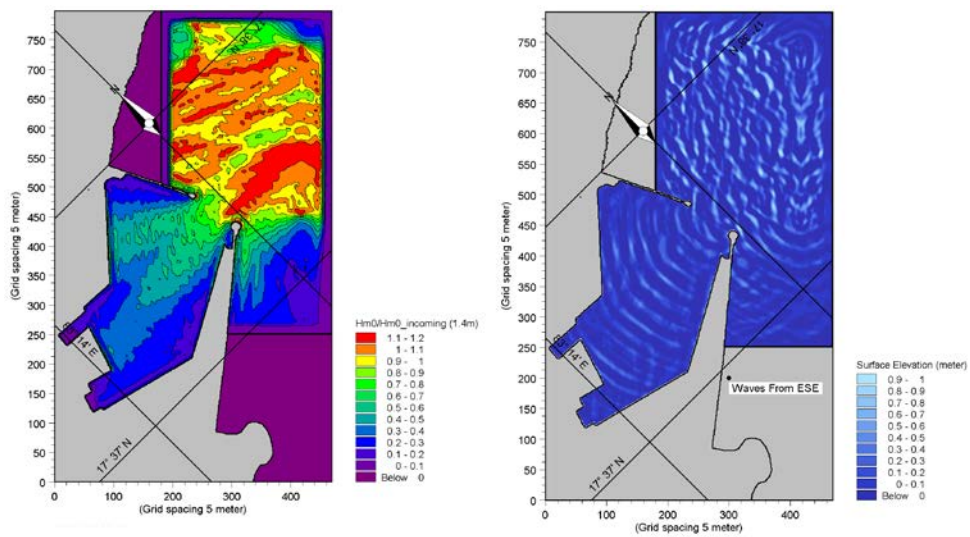 750
700
650
600
550
500
450
400
350
300
250
200
150
100
50
0
(Grid spacing 5 meter)
N
17° 37' N
14' E
0 100 200 300 400
(Grid spacing 5 meter)
Hm0/Hm0_incoming (1.4m)
1.1 - 1.2
1 - 1.1
0.9 - 1
0.8 - 0.9
0.7 - 0.8
0.6 - 0.7
0.5 - 0.6
0.4 - 0.5
0.3 - 0.4
0.2 - 0.3
0.1 - 0.2
0 - 0.1
Below 0
750
700
650
600
550
500
450
400
350
300
250
200
150
100
50
0
(Grid spacing 5 meter)
N
14' E
17° 37' N
Waves From ESE
0 100 200 300 400
(Grid spacing 5 meter)
Surface Elevation (meter)
0.9 - 1
0.8 - 0.9
0.7 - 0.8
0.6 - 0.7
0.5 - 0.6
0.4 - 0.5
0.3 - 0.4
0.2 - 0.3
0.1 - 0.2
0 - 0.1
Below 0